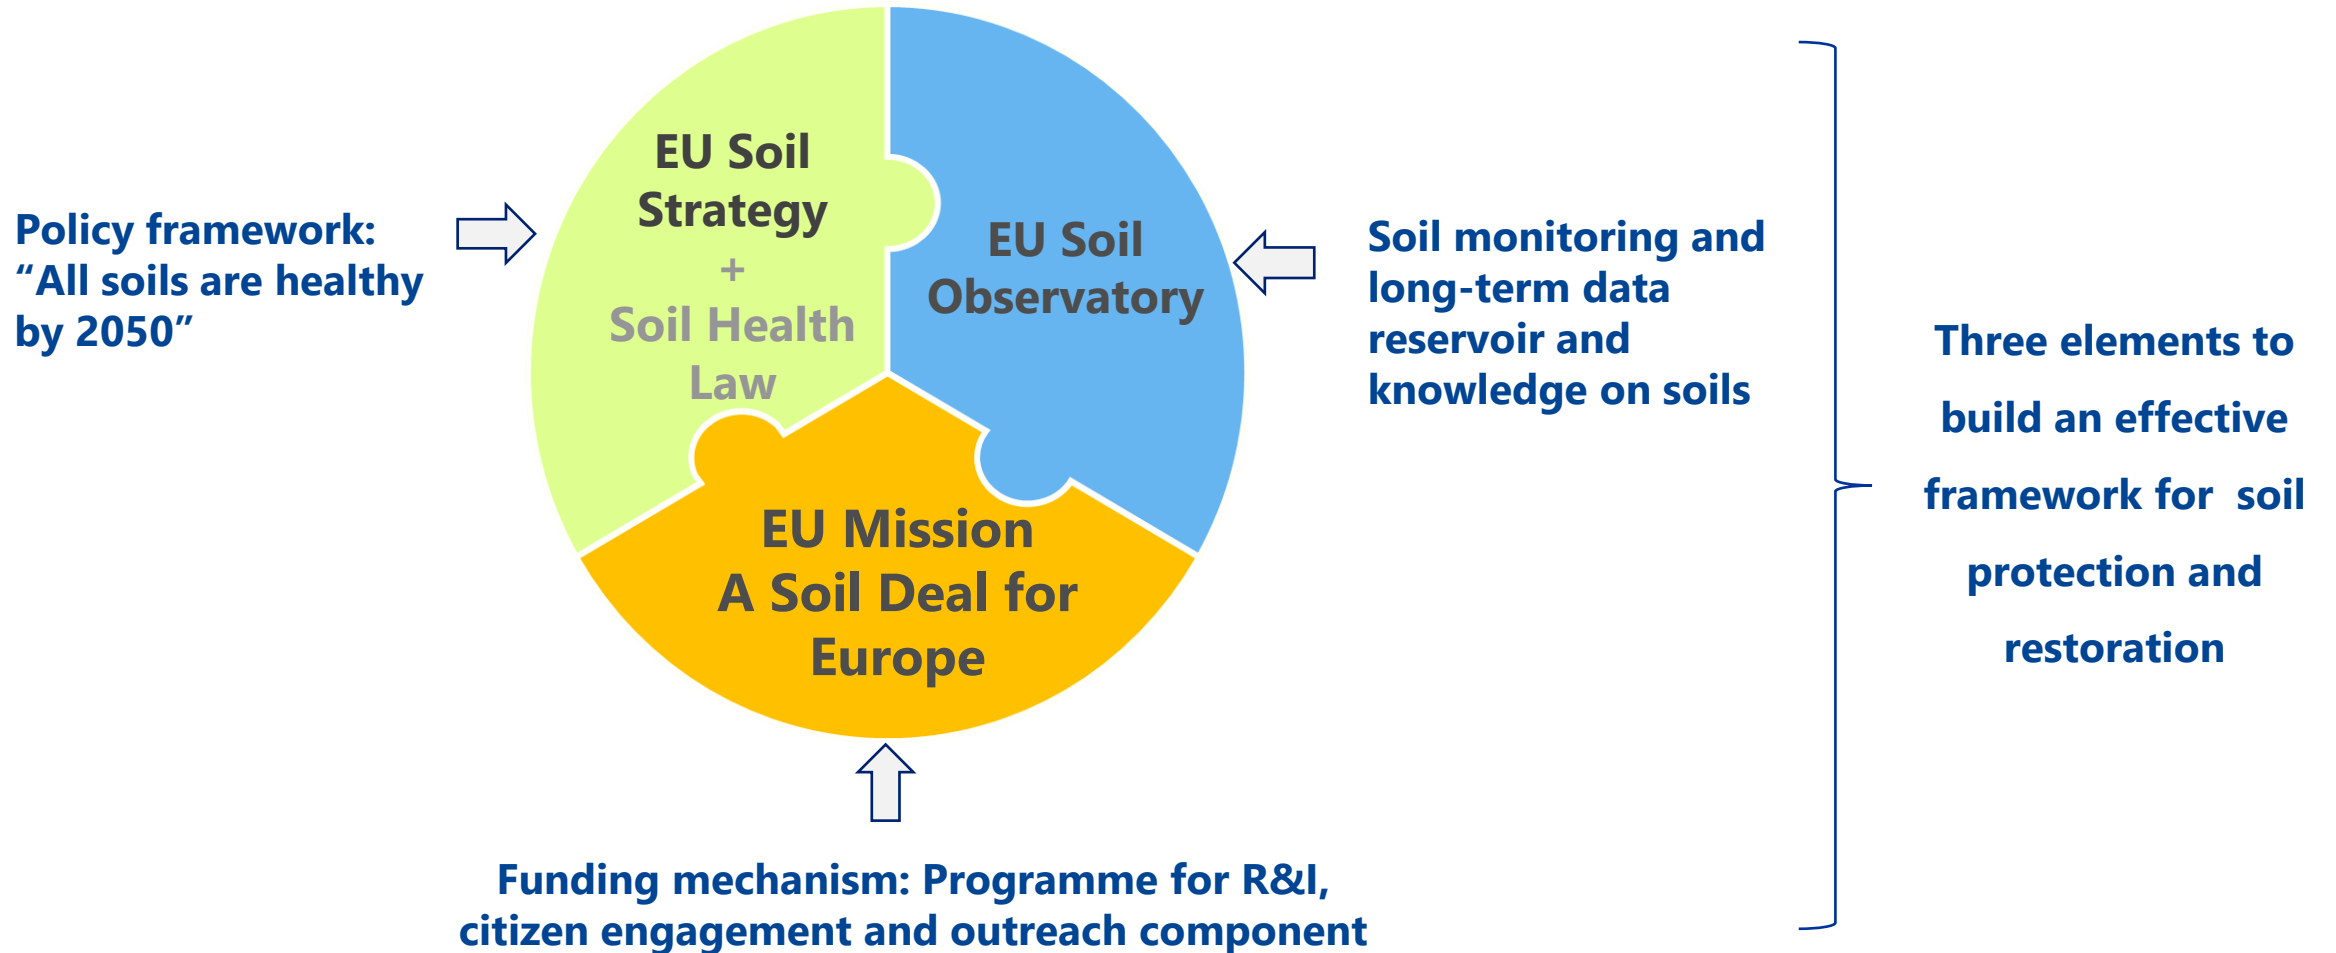 Policy framework:
“All soils are healthy
by 2050”
EU Soil
Strategy
+
Soil Health
Law
EU Soil
Observatory
Soil monitoring and
long-term data
reservoir and
knowledge on soils
EU Mission
A Soil Deal for
Europe
Funding mechanism: Programme for R&I,
citizen engagement and outreach component
Three elements to
build an effective
framework for soil
protection and
restoration